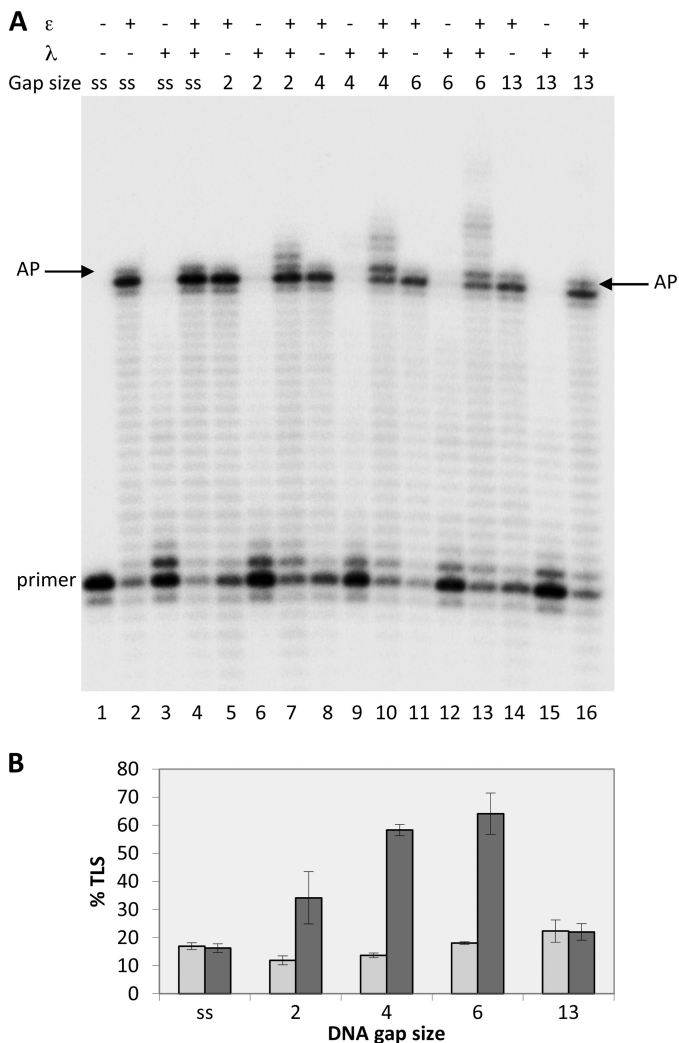 A ε - + - + + - + + - + + - + + - +
λ - - + + - + + - + + - + + - + +
Gap size ss ss ss ss 2 2 2 4 4 4 6 6 6 13 13 13
AP
AP
primer
1 2 3 4 5 6 7 8 9 10 11 12 13 14 15 16
B
80
70
60
50
40
30
20
10
0
% TLS
ss 2 4 6 13
DNA gap size